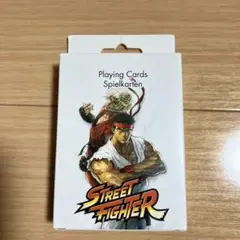 Playing Cards
Spielkarten
STREET
FIGHTER